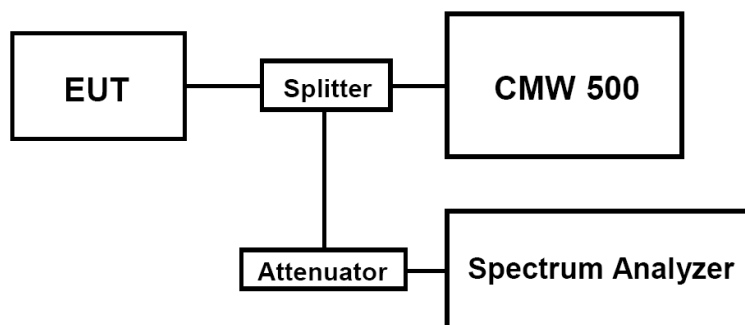 EUT
Splitter
CMW 500
Attenuator
Spectrum Analyzer